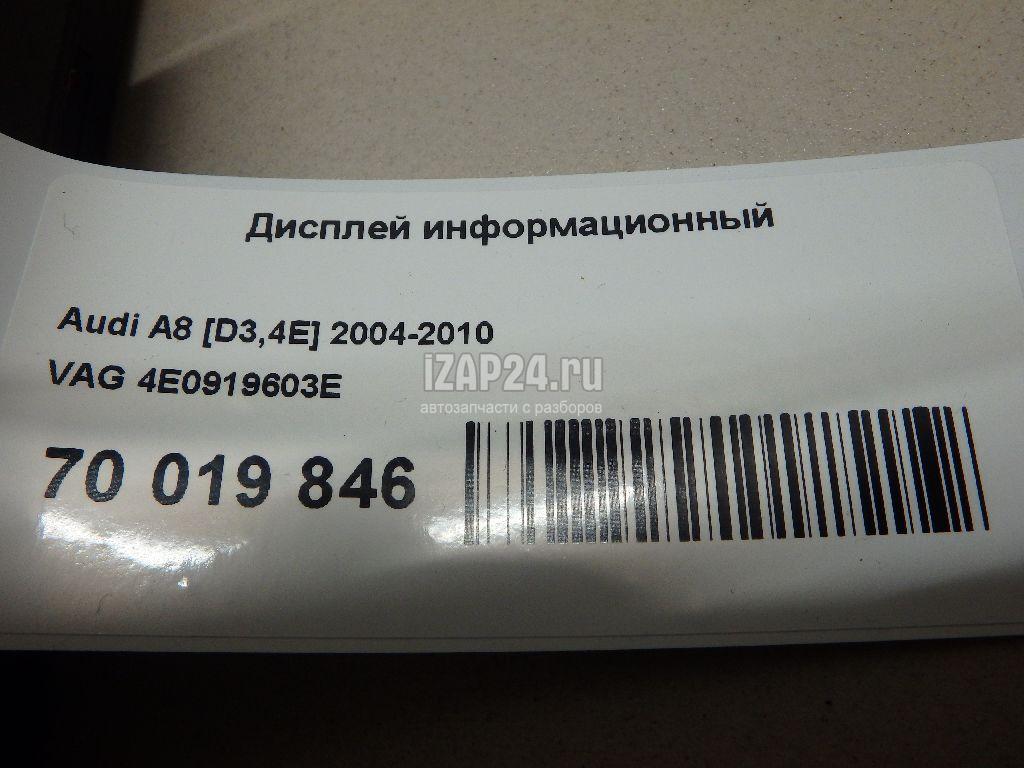 Дисплей информационный
Audi A8 [D3,4E] 2004-2010
VAG 4E0919603E
iZAP24.ru
автозапчасти с разборов
70 019 846